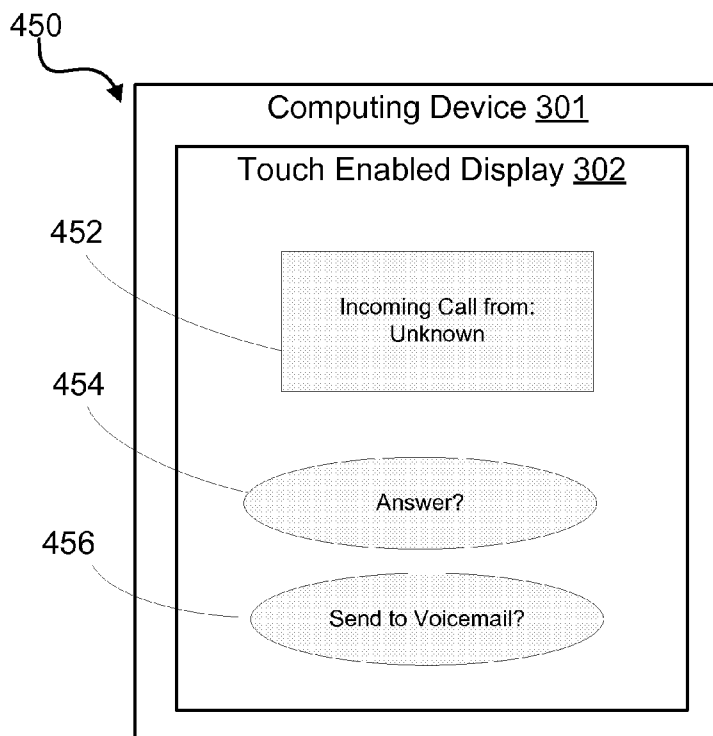 450
Computing Device 301
Touch Enabled Display 302
452
Incoming Call from:
Unknown
454
Answer?
456
Send to Voicemail?